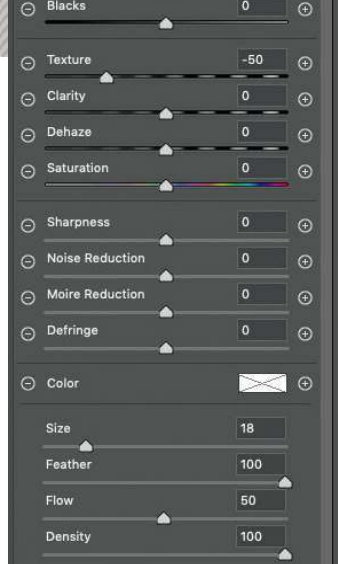 Blacks 0
Texture -50
Clarity 0
Dehaze 0
Saturation 0
Sharpness 0
Noise Reduction 0
Moire Reduction 0
Defringe 0
Color
Size 18
Feather 100
Flow 50
Density 100